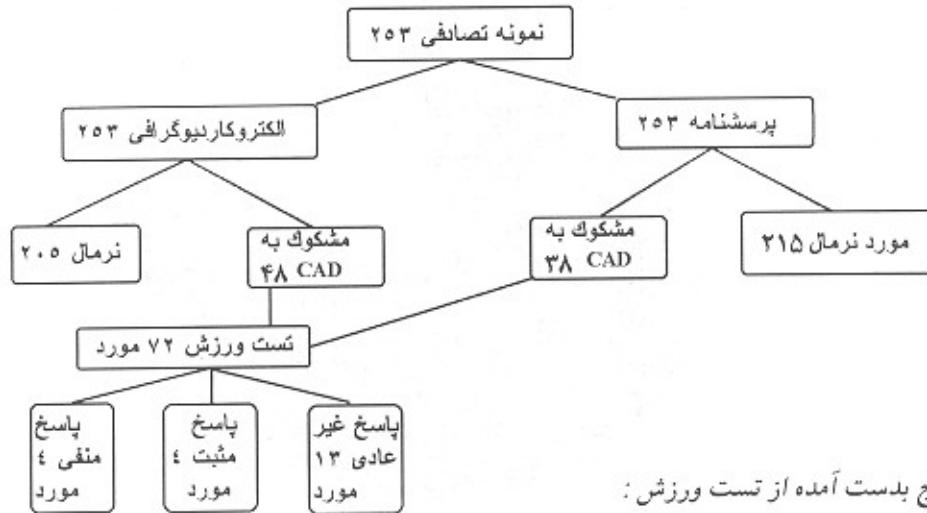 نمونه تصادفی ۲۵۳
پرسشنامه ۲۵۳
الکتروکاردیوگرافی ۲۵۳
مورد نرمال ۲۱۵
مشکوك به
۳۸ CAD
مشکوك به
۴۸ CAD
نرمال ۲۰۵
تست ورزش ۷۲ مورد
پاسخ غیر
عادی ۱۳
مورد
پاسخ
مثبت ٤
مورد
پاسخ
منفی ٤
مورد
ج بدست آمده از تست ورزش :